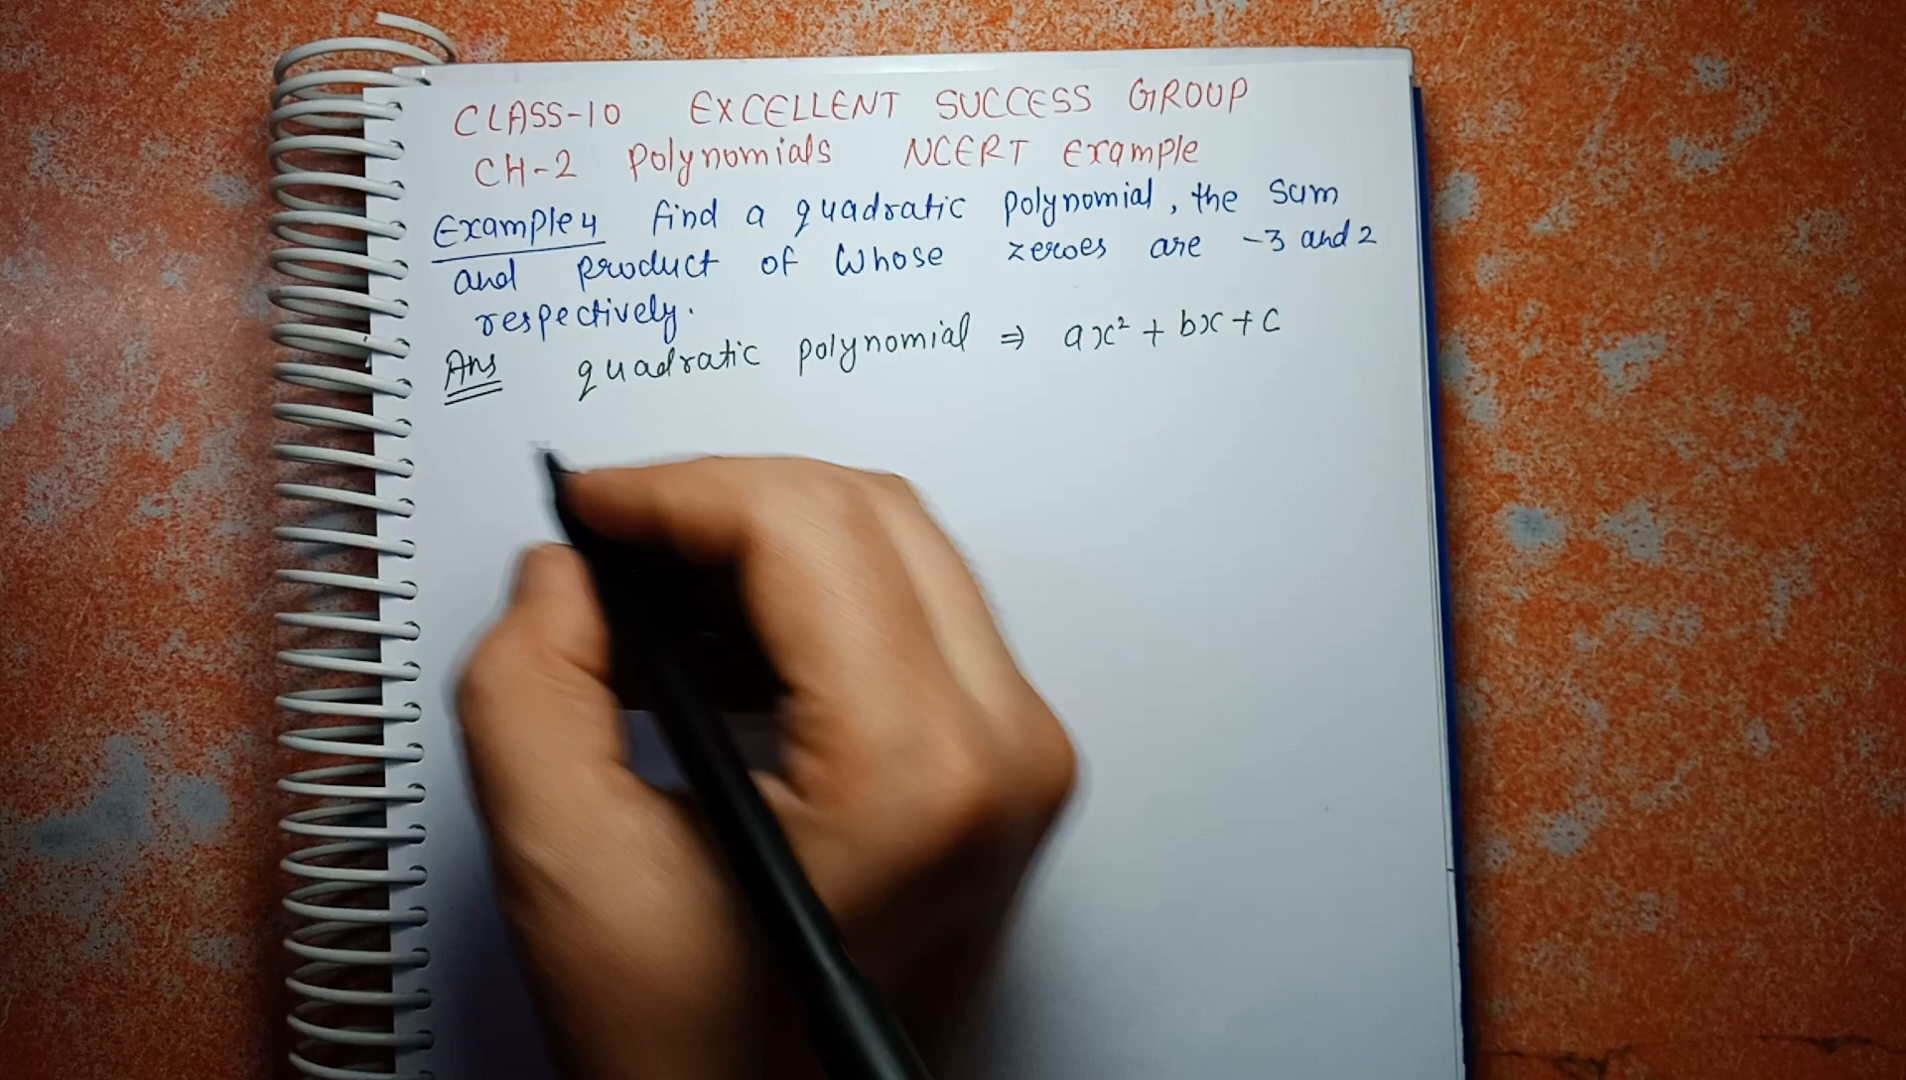 CLASS-10 EXCELLENT SUCCESS GROUP
CH-2 Polynomials NCERT Example
Example 4 find a quadratic polynomial, the sum
and product of whose zeroes are -3 and 2
respectively.
Ans quadratic polynomial ⇒ ax² + bx + c